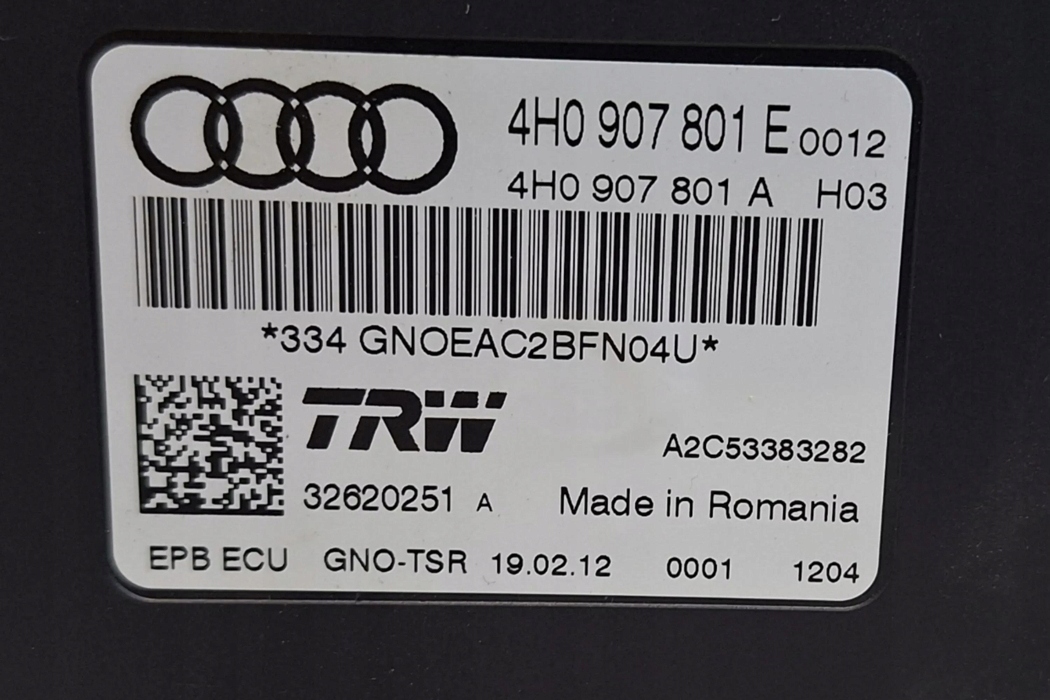 4H0 907 801 E 0012
4H0 907 801 A H03
*334 GNOEAC2BFN04U*
TRW
A2C53383282
32620251 A Made in Romania
EPB ECU GNO-TSR 19.02.12 0001 1204